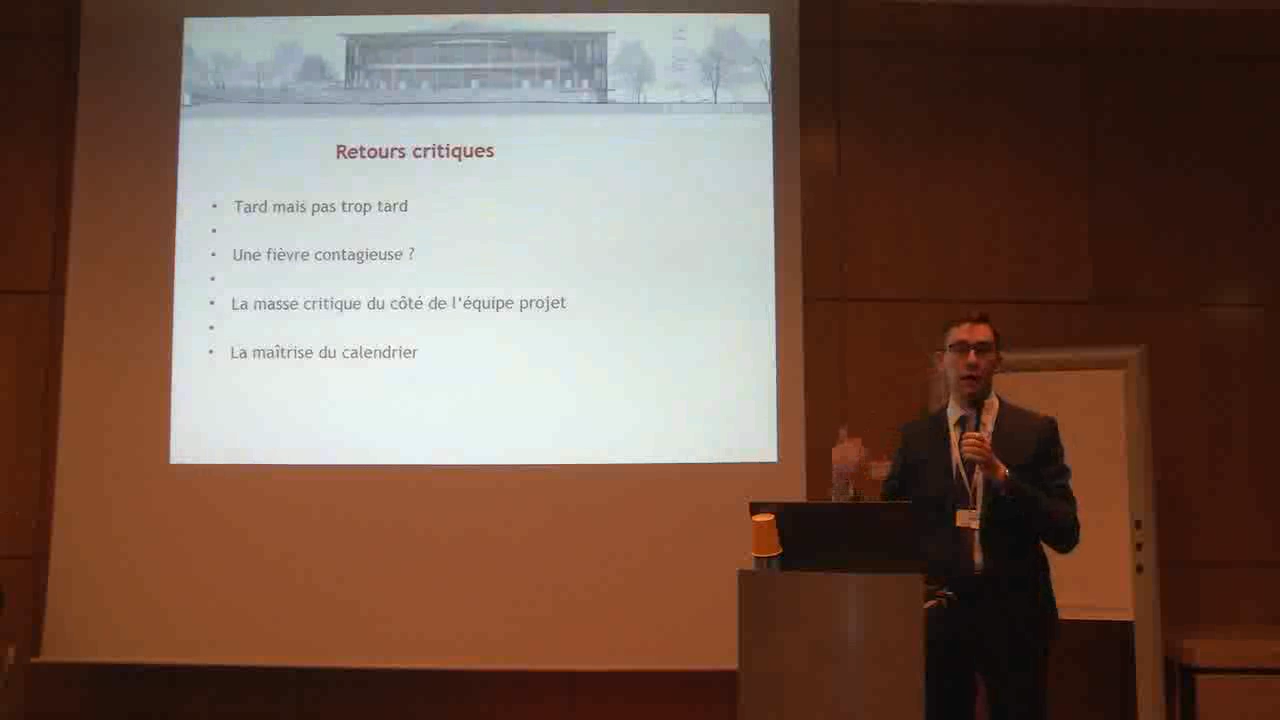 Retours critiques
• Tard mais pas trop tard
•
• Une fièvre contagieuse ?
•
• La masse critique du côté de l'équipe projet
•
• La maîtrise du calendrier